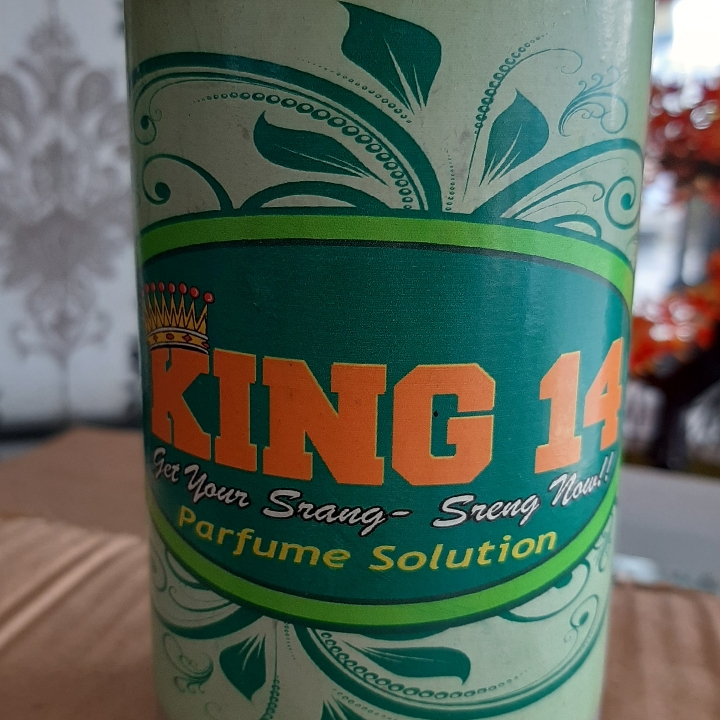 KING 14
Get Your Srang- Sreng Now!!
Parfume Solution